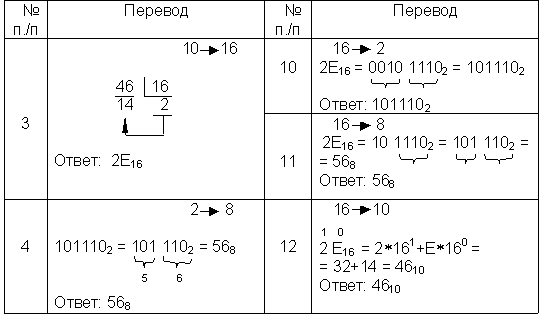 № п./п
Перевод
№ п./п
Перевод
3
10→16
46 16
14 2
Ответ: 2E₁₆
10
16→2
2E₁₆ = 0010 1110₂ = 101110₂
Ответ: 101110₂
11
16→8
2E₁₆ = 10 1110₂ = 101 110₂ =
= 56₈
Ответ: 56₈
4
2→8
101110₂ = 101 110₂ = 56₈
5 6
Ответ: 56₈
12
16→10
1 0
2 E₁₆ = 2*16¹+E*16⁰ =
= 32+14 = 46₁₀
Ответ: 46₁₀